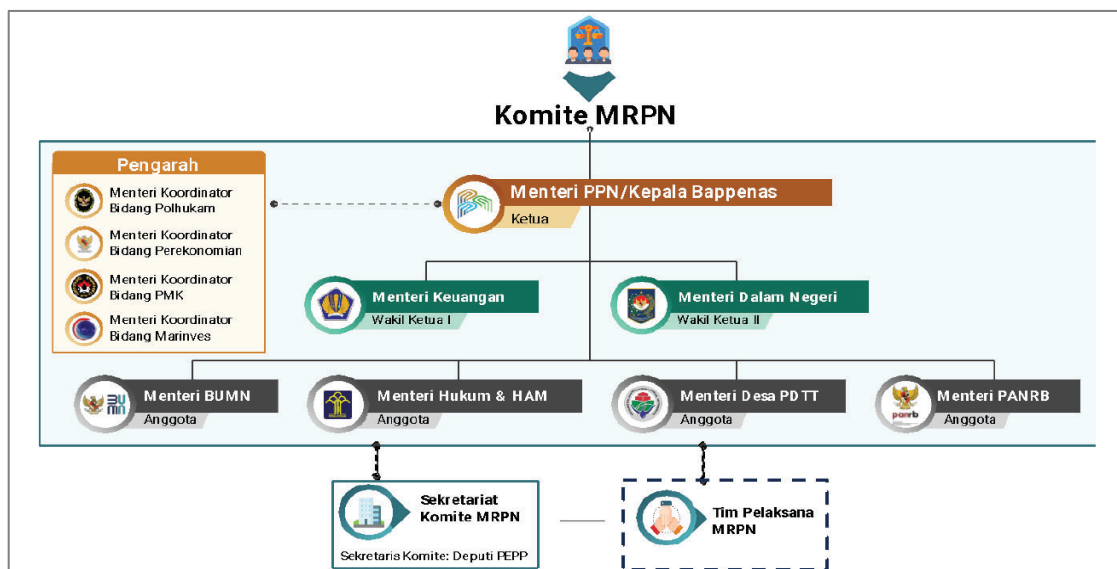 Komite MRPN
Pengarah
Menteri Koordinator
Bidang Polhukam
Menteri Koordinator
Bidang Perekonomian
Menteri Koordinator
Bidang PMK
Menteri Koordinator
Bidang Marinves
Menteri PPN/Kepala Bappenas
Ketua
Menteri Keuangan
Wakil Ketua I
Menteri Dalam Negeri
Wakil Ketua II
BUMN
Menteri BUMN
Anggota
Menteri Hukum & HAM
Anggota
Menteri Desa PDTT
Anggota
panrb
Menteri PANRB
Anggota
Sekretariat
Komite MRPN
Sekretaris Komite: Deputi PEPP
Tim Pelaksana
MRPN